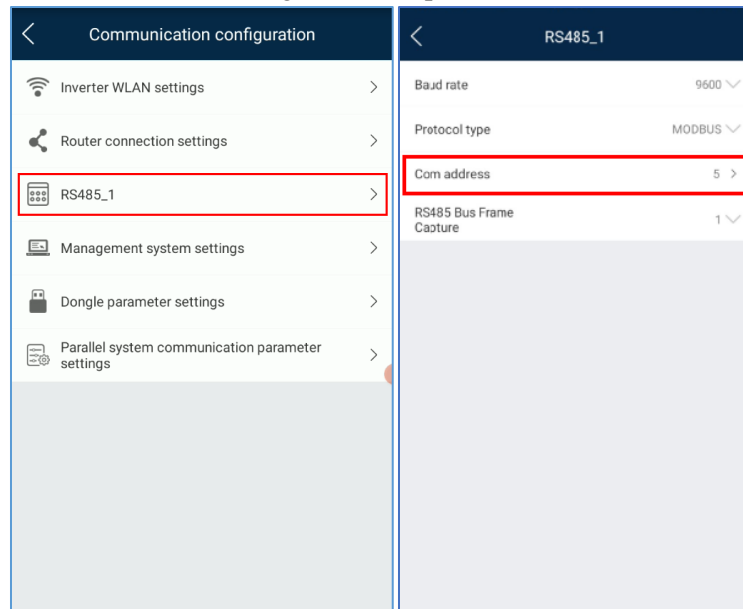 Communication configuration
Inverter WLAN settings
Router connection settings
RS485_1
Management system settings
Dongle parameter settings
Parallel system communication parameter
settings
RS485_1
Baud rate 9600
Protocol type MODBUS
Com address 5
RS485 Bus Frame
Capture 1